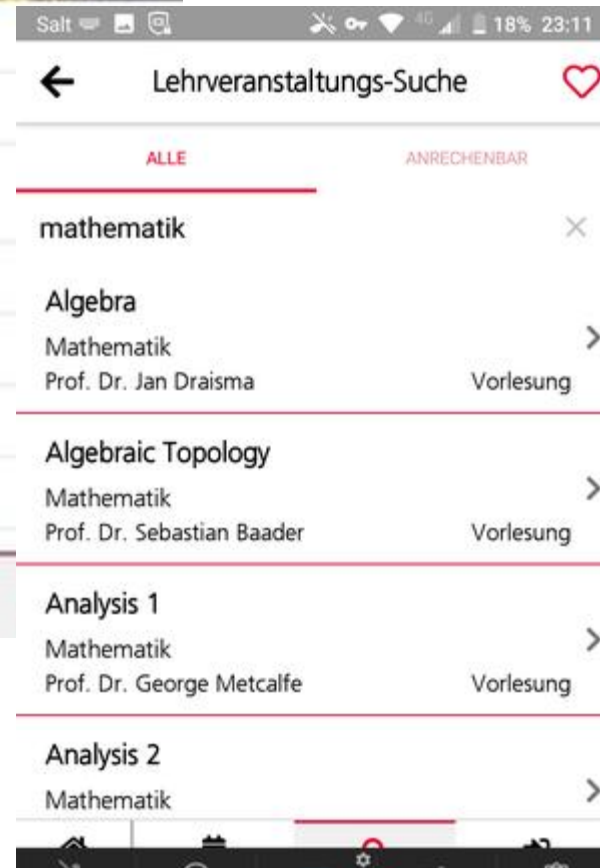 Salt 4G 18% 23:11
Lehrveranstaltungs-Suche
ALLE ANRECHENBAR
mathematik
Algebra
Mathematik
Prof. Dr. Jan Draisma Vorlesung
Algebraic Topology
Mathematik
Prof. Dr. Sebastian Baader Vorlesung
Analysis 1
Mathematik
Prof. Dr. George Metcalfe Vorlesung
Analysis 2
Mathematik